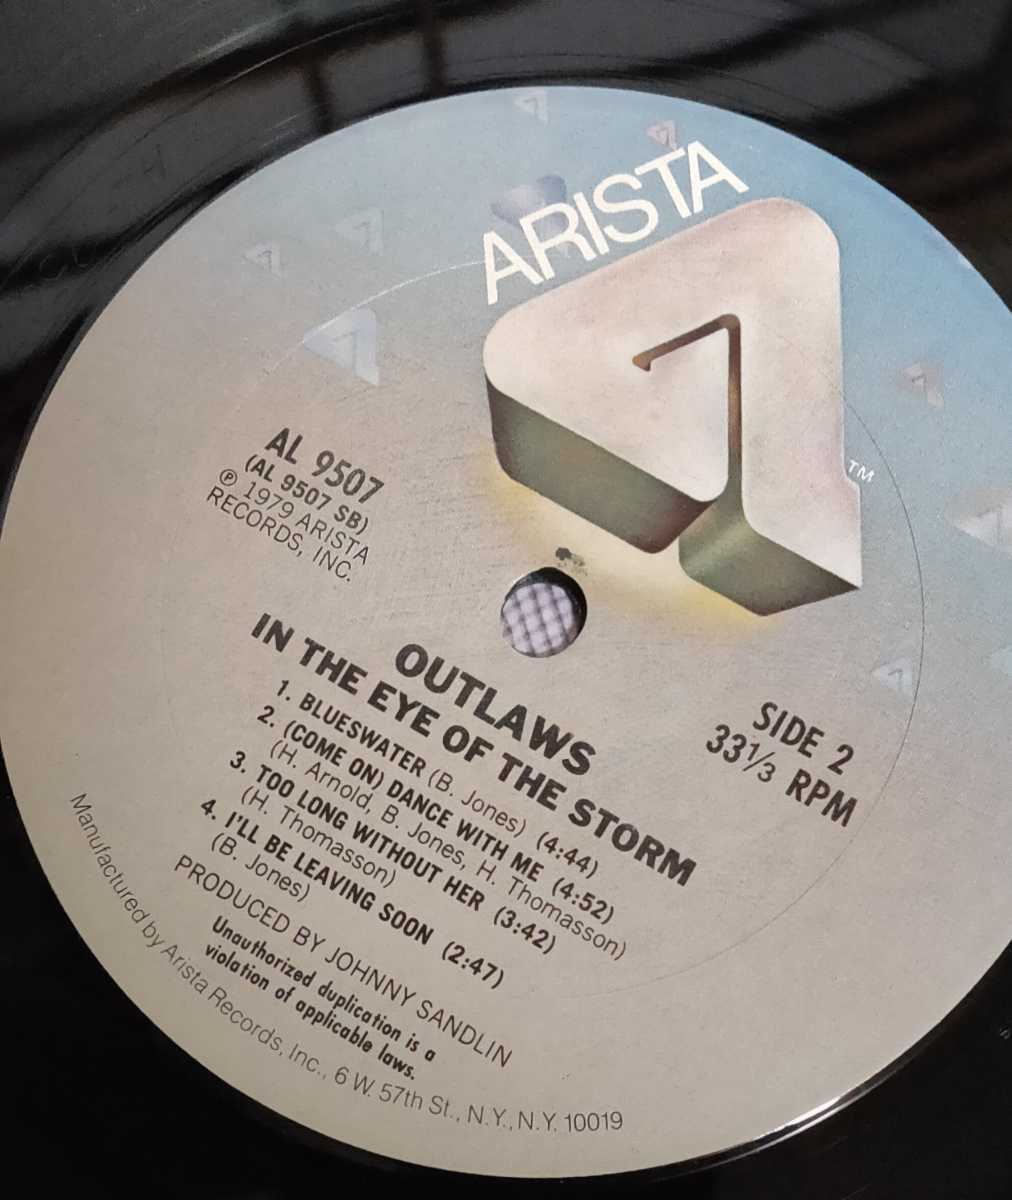 ARISTA
TM
AL 9507
(AL 9507 SB)
℗ 1979 ARISTA
RECORDS, INC.
SIDE 2
33⅓ RPM
OUTLAWS
IN THE EYE OF THE STORM
1. BLUESWATER (B. Jones) (4:44)
2. (COME ON) DANCE WITH ME (4:52)
(H. Arnold, B. Jones, H. Thomasson)
3. TOO LONG WITHOUT HER (3:42)
(H. Thomasson)
4. I'LL BE LEAVING SOON (2:47)
(B. Jones)
PRODUCED BY JOHNNY SANDLIN
Unauthorized duplication is a
violation of applicable laws.
Manufactured by Arista Records, Inc., 6 W. 57th St., N.Y., N.Y. 10019